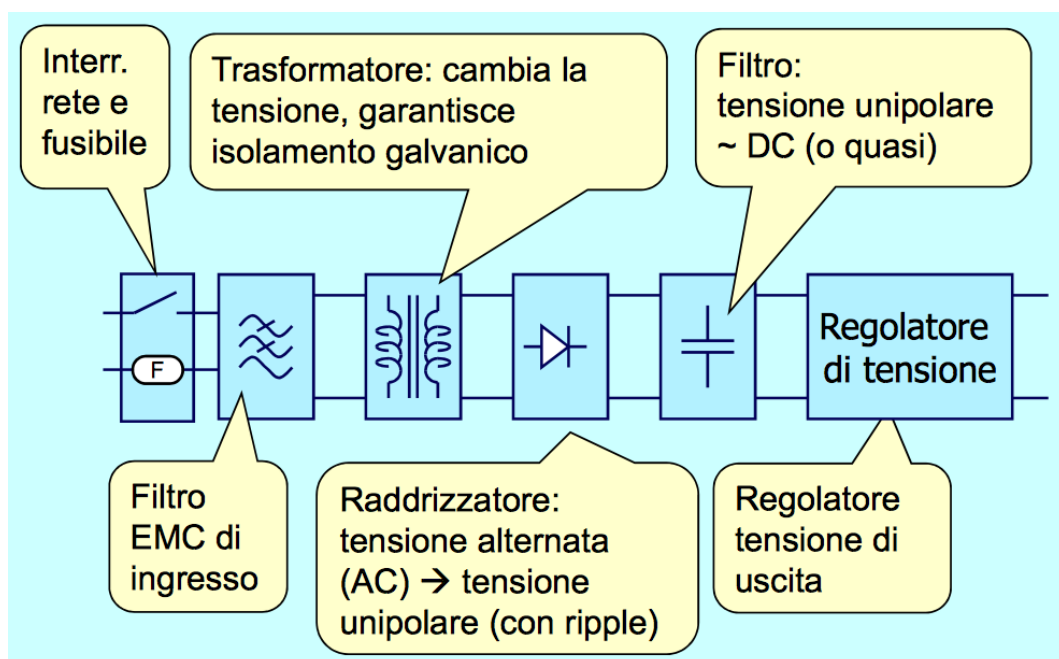 Interr.
rete e
fusibile
Trasformatore: cambia la
tensione, garantisce
isolamento galvanico
Filtro:
tensione unipolare
~ DC (o quasi)
F
Regolatore
di tensione
Filtro
EMC di
ingresso
Raddrizzatore:
tensione alternata
(AC) → tensione
unipolare (con ripple)
Regolatore
tensione di
uscita